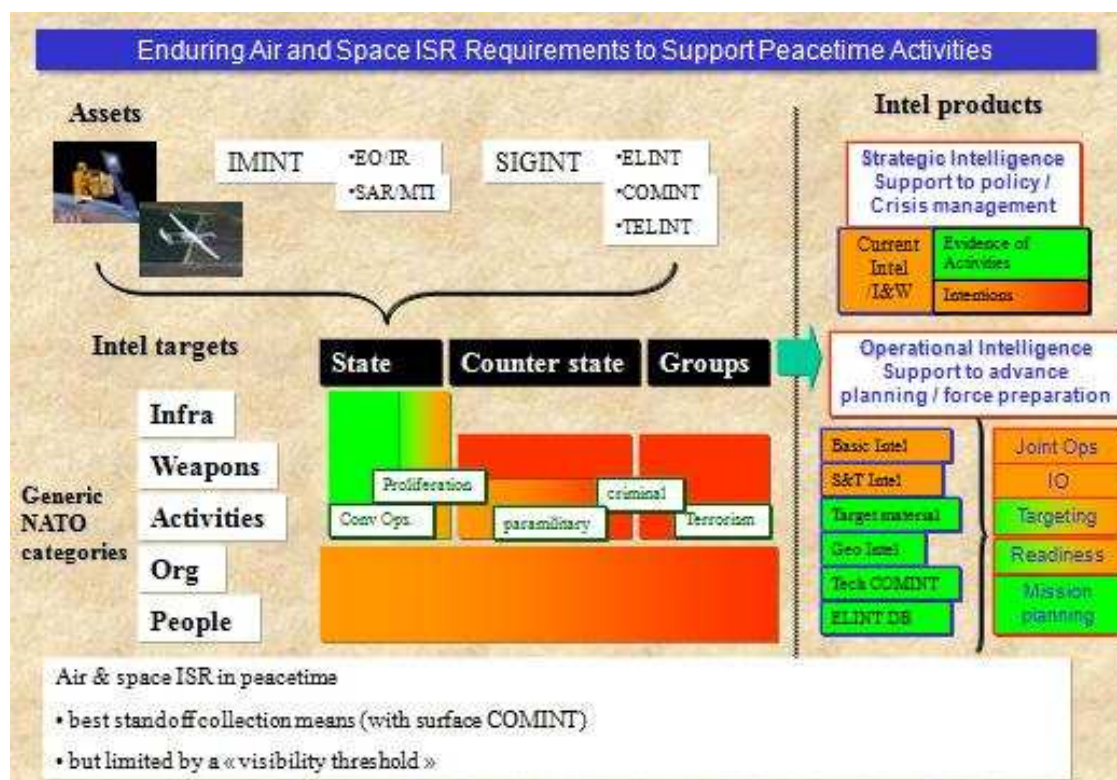 Enduring Air and Space ISR Requirements to Support Peacetime Activities
Assets
IMINT
•EO/IR
•SAR/MTI
SIGINT
•ELINT
•COMINT
•TELINT
Intel products
Strategic Intelligence
Support to policy /
Crisis management
Current
Intel
/I&W
Evidence of
Activities
Intentions
Intel targets
State
Counter state
Groups
Operational Intelligence
Support to advance
planning / force preparation
Generic
NATO
categories
Infra
Weapons
Activities
Org
People
Proliferation
Conv Ops.
paramilitary
criminal
Terrorism
Basic Intel
S&T Intel
Target material
Geo Intel
Tech COMINT
ELINT DB
Joint Ops
IO
Targeting
Readiness
Mission
planning
Air & space ISR in peacetime
• best standoff collection means (with surface COMINT)
• but limited by a « visibility threshold »